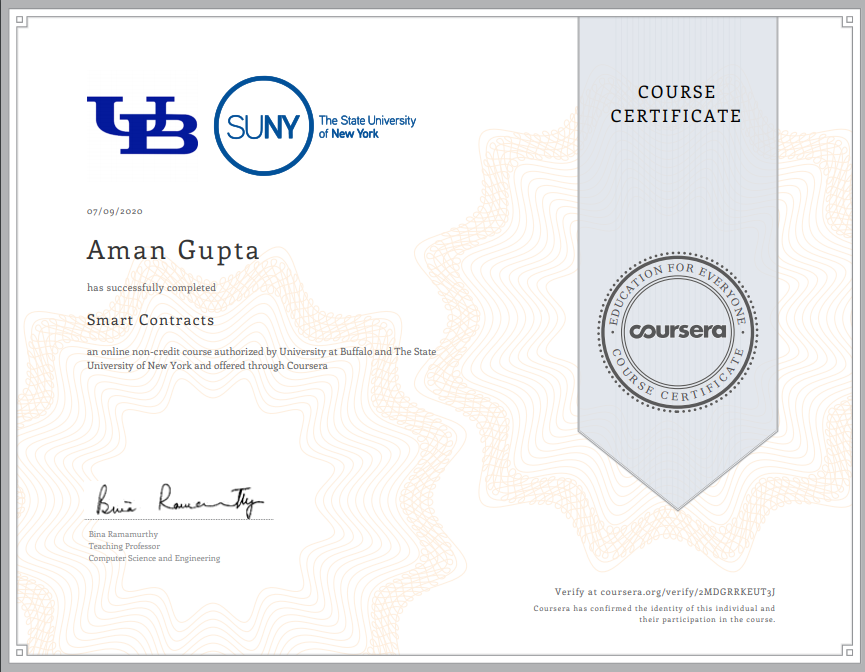 UB
SUNY
The State University
of New York
COURSE
CERTIFICATE
07/09/2020
Aman Gupta
has successfully completed
Smart Contracts
an online non-credit course authorized by University at Buffalo and The State
University of New York and offered through Coursera
EDUCATION FOR EVERYONE
coursera
COURSE CERTIFICATE
Bina Ramamurthy
Bina Ramamurthy
Teaching Professor
Computer Science and Engineering
Verify at coursera.org/verify/2MDGRRKEUT3J
Coursera has confirmed the identity of this individual and
their participation in the course.